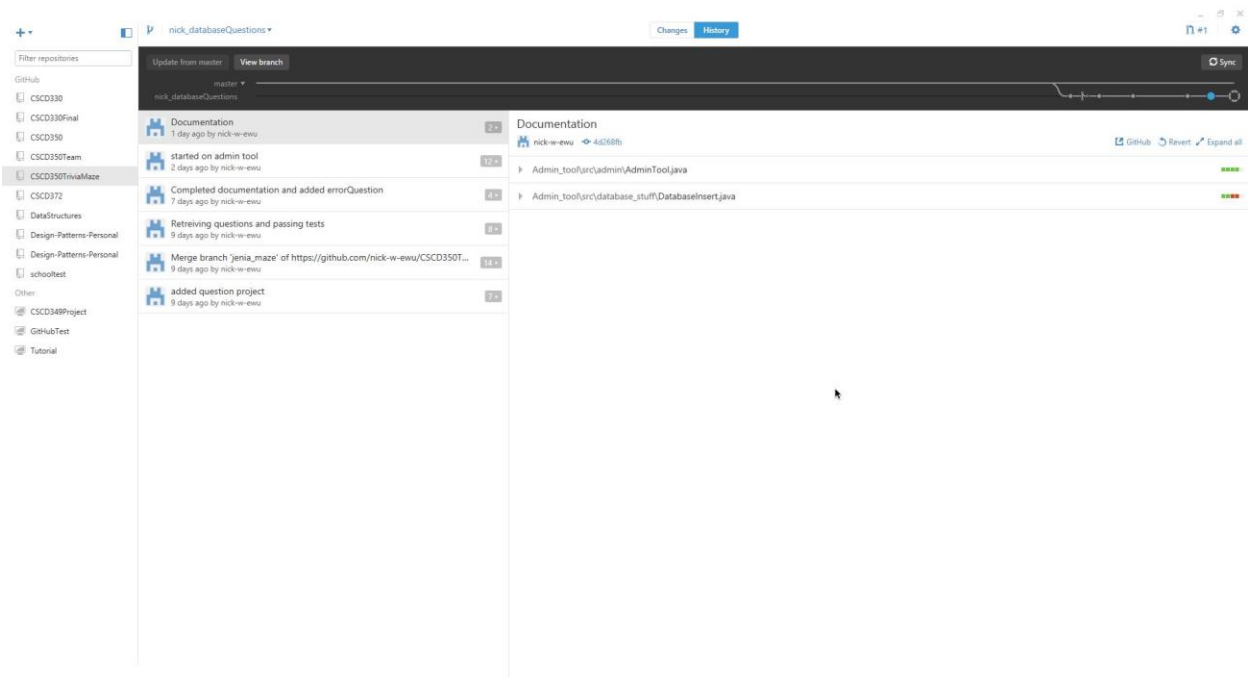 nick_databaseQuestions
Changes
History
#1
Filter repositories
GitHub
CSCD330
CSCD330Final
CSCD350
CSCD350Team
CSCD350TriviaMaze
CSCD372
DataStructures
Design-Patterns-Personal
Design-Patterns-Personal
schooltest
Other
CSCD349Project
GitHubTest
Tutorial
Update from master
View branch
Sync
master
nick_databaseQuestions
Documentation
1 day ago by nick-w-ewu
2
started on admin tool
2 days ago by nick-w-ewu
12
Completed documentation and added errorQuestion
7 days ago by nick-w-ewu
4
Retreiving questions and passing tests
9 days ago by nick-w-ewu
8
Merge branch 'jenia_maze' of https://github.com/nick-w-ewu/CSCD350T...
9 days ago by nick-w-ewu
14
added question project
9 days ago by nick-w-ewu
7
Documentation
nick-w-ewu 4d268fb
GitHub Revert Expand all
Admin_tool\src\admin\AdminTool.java
Admin_tool\src\database_stuff\DatabaseInsert.java